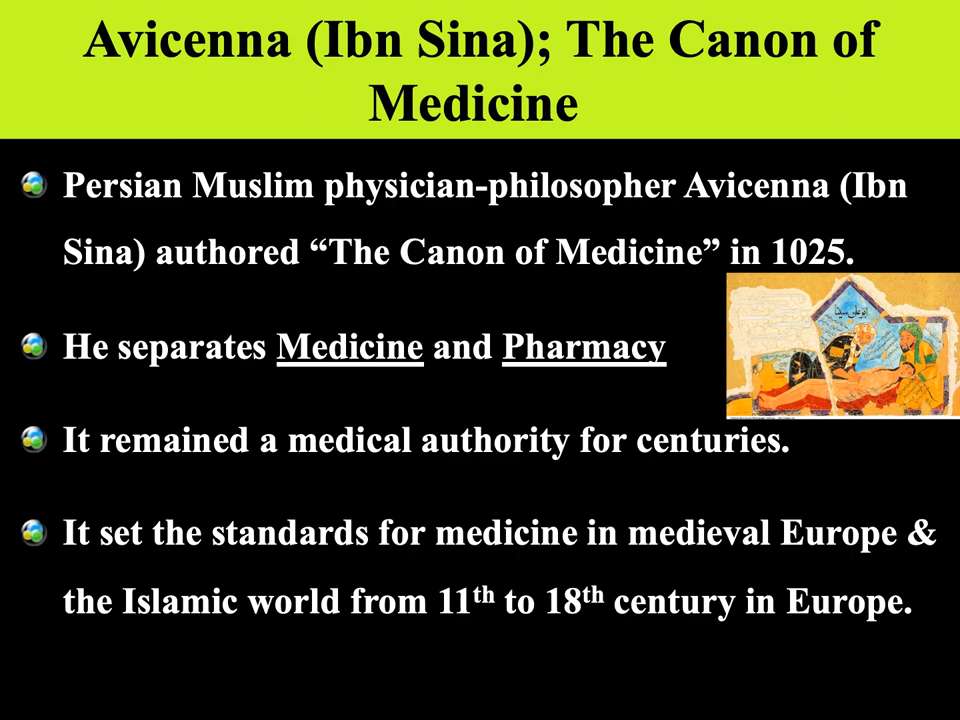 Avicenna (Ibn Sina); The Canon of
Medicine
Persian Muslim physician-philosopher Avicenna (Ibn
Sina) authored “The Canon of Medicine” in 1025.
He separates Medicine and Pharmacy
ابوعلی سینا
It remained a medical authority for centuries.
It set the standards for medicine in medieval Europe &
the Islamic world from 11th to 18th century in Europe.